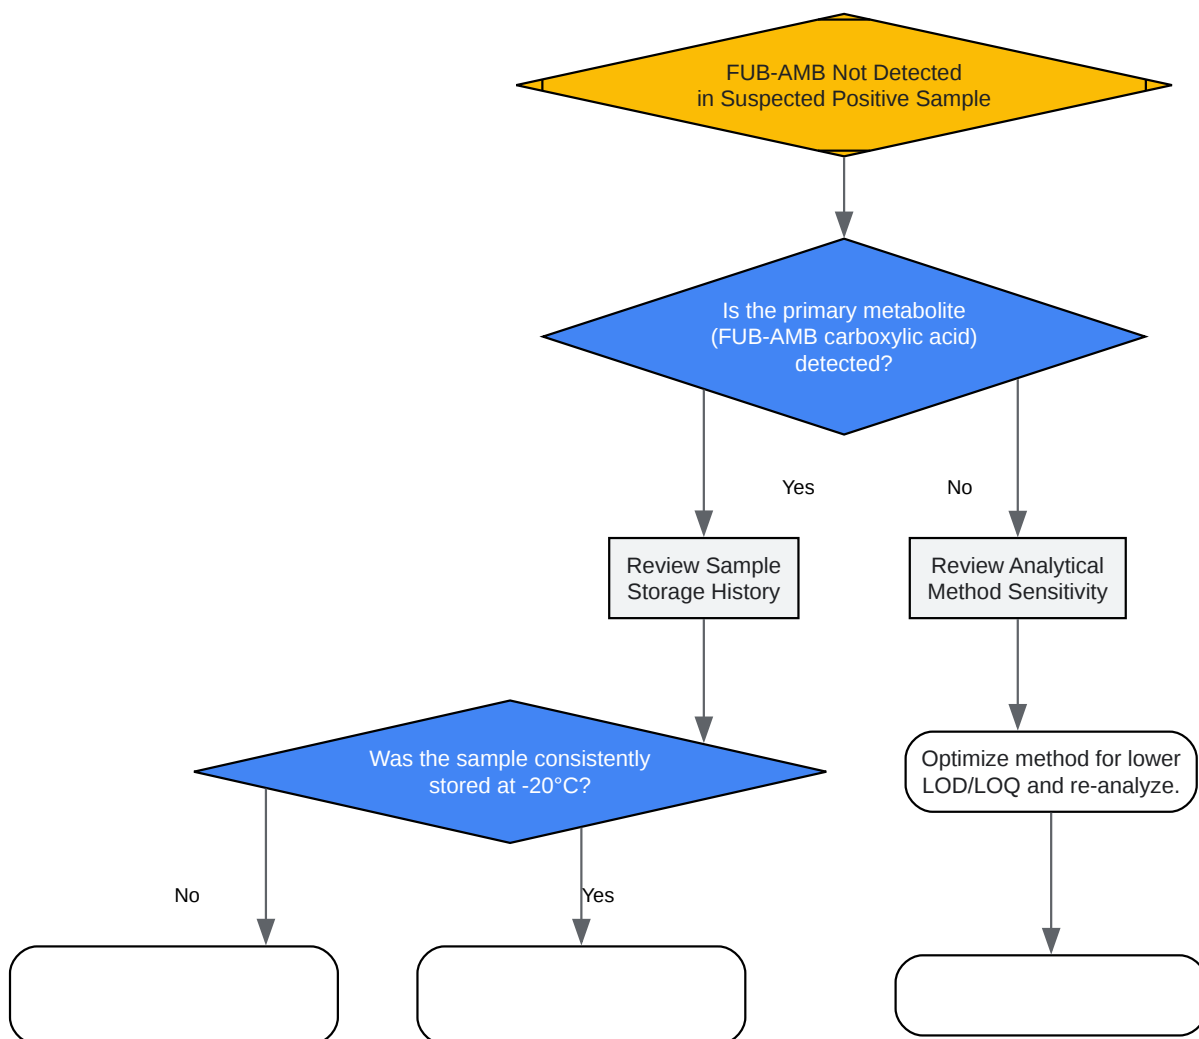 FUB-AMB Not Detected
in Suspected Positive Sample
Is the primary metabolite
(FUB-AMB carboxylic acid)
detected?
Yes
No
Review Sample
Storage History
Review Analytical
Method Sensitivity
Was the sample consistently
stored at -20°C?
Optimize method for lower
LOD/LOQ and re-analyze.
No
Yes